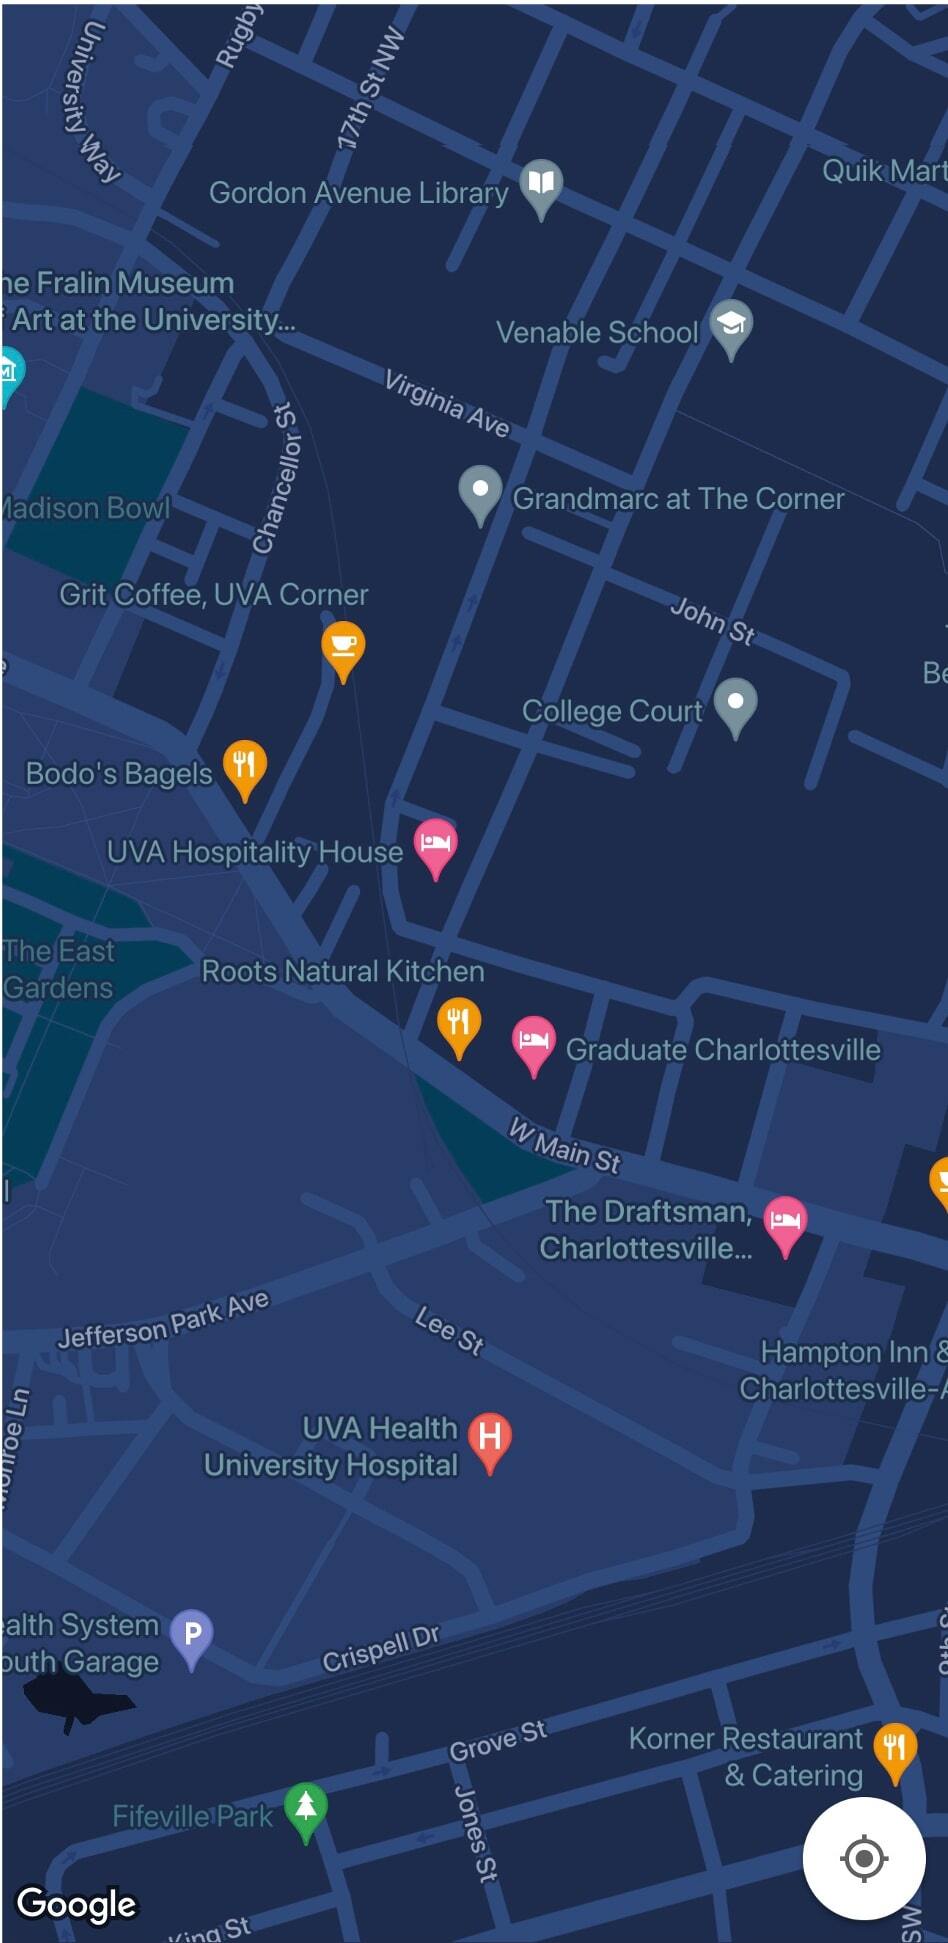 University Way
Rugby
17th St NW
Quik Mart
Gordon Avenue Library
he Fralin Museum
Art at the University...
M
Venable School
Virginia Ave
Chancellor St
Madison Bowl
Grandmarc at The Corner
Grit Coffee, UVA Corner
John St
Be
College Court
Bodo's Bagels
UVA Hospitality House
The East
Gardens
Roots Natural Kitchen
Graduate Charlottesville
W Main St
The Draftsman,
Charlottesville...
Jefferson Park Ave
Lee St
Hampton Inn &
Charlottesville-
onroe Ln
UVA Health
University Hospital
H
ealth System
outh Garage
P
Crispell Dr
Grove St
Korner Restaurant
& Catering
Fifeville Park
Jones St
Google
King St
SW